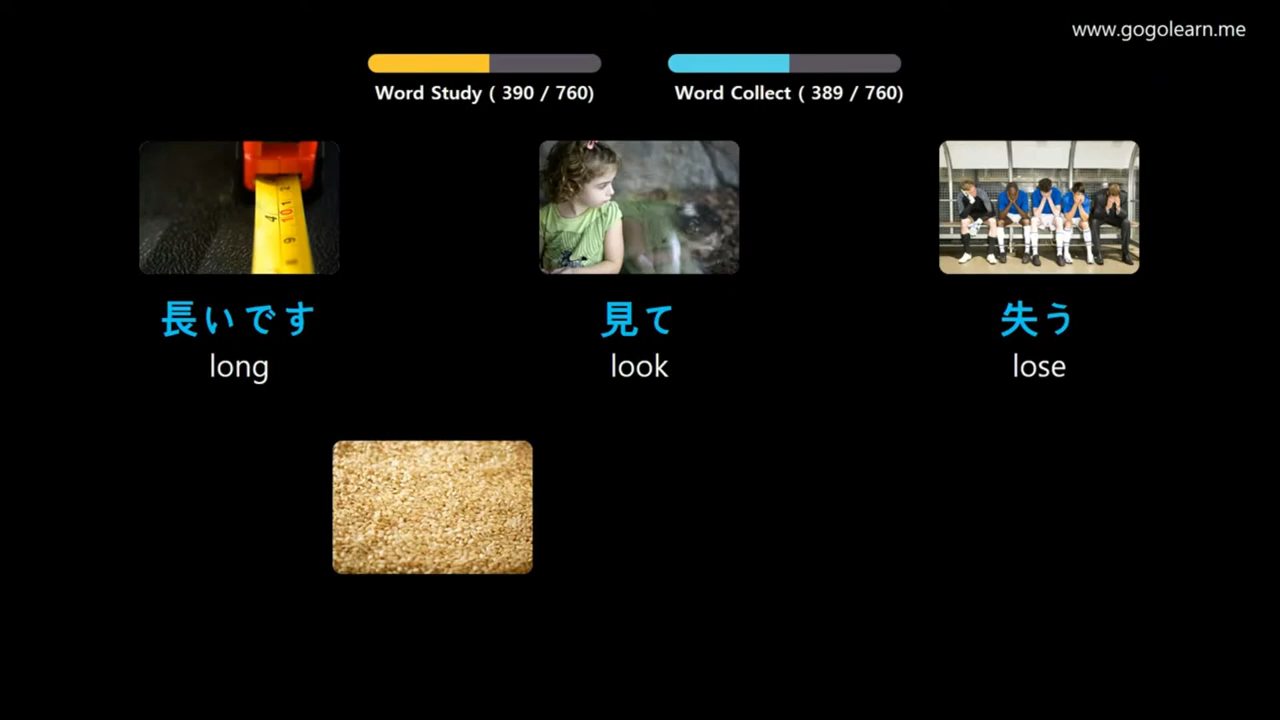 www.gogolearn.me
Word Study ( 390 / 760)
Word Collect ( 389 / 760)
長いです
long
見て
look
失う
lose